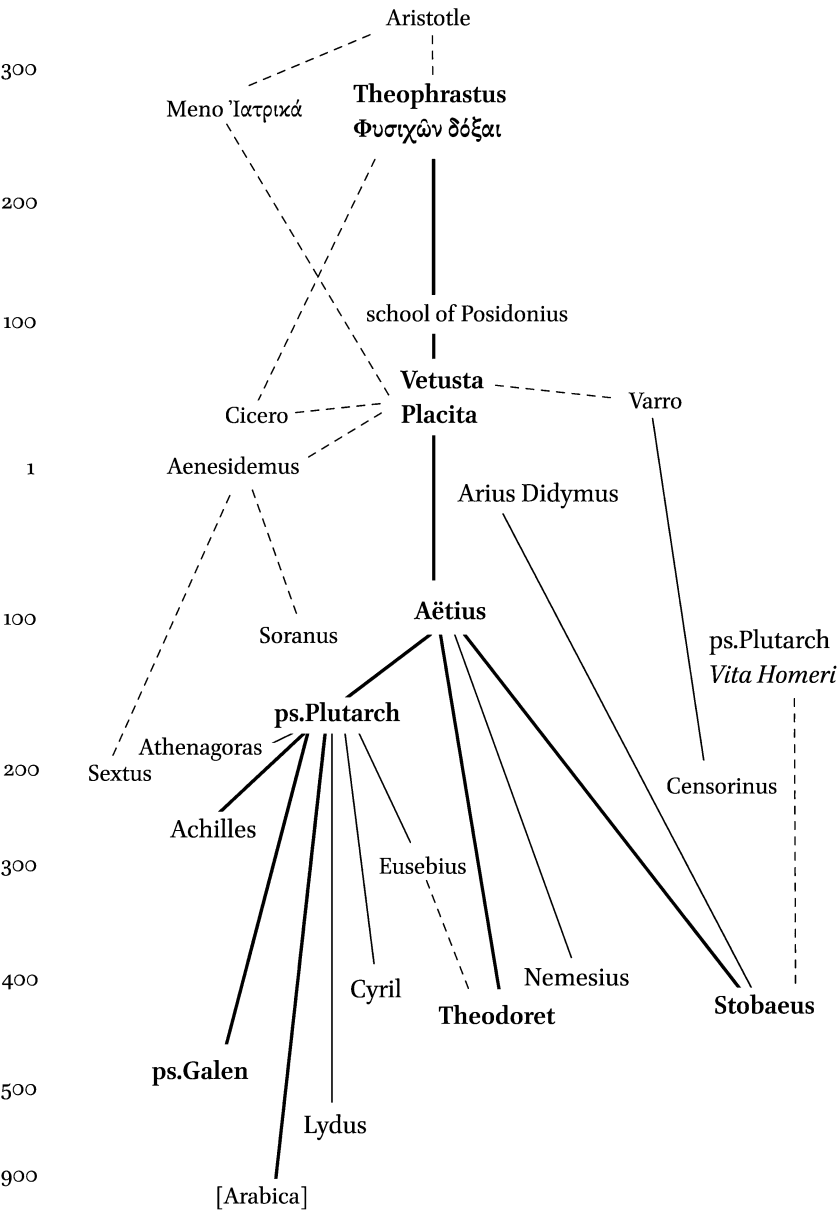 Aristotle
300
Theophrastus
Meno Ἰατρικά
Φυσιχῶν δόξαι
200
school of Posidonius
100
Vetusta
Varro
Cicero
Placita
Aenesidemus
1
Arius Didymus
Aëtius
100
Soranus
ps.Plutarch
Vita Homeri
ps.Plutarch
Athenagoras
200
Sextus
Censorinus
Achilles
300
Eusebius
400
Nemesius
Cyril
Stobaeus
Theodoret
ps.Galen
500
Lydus
900
[Arabica]